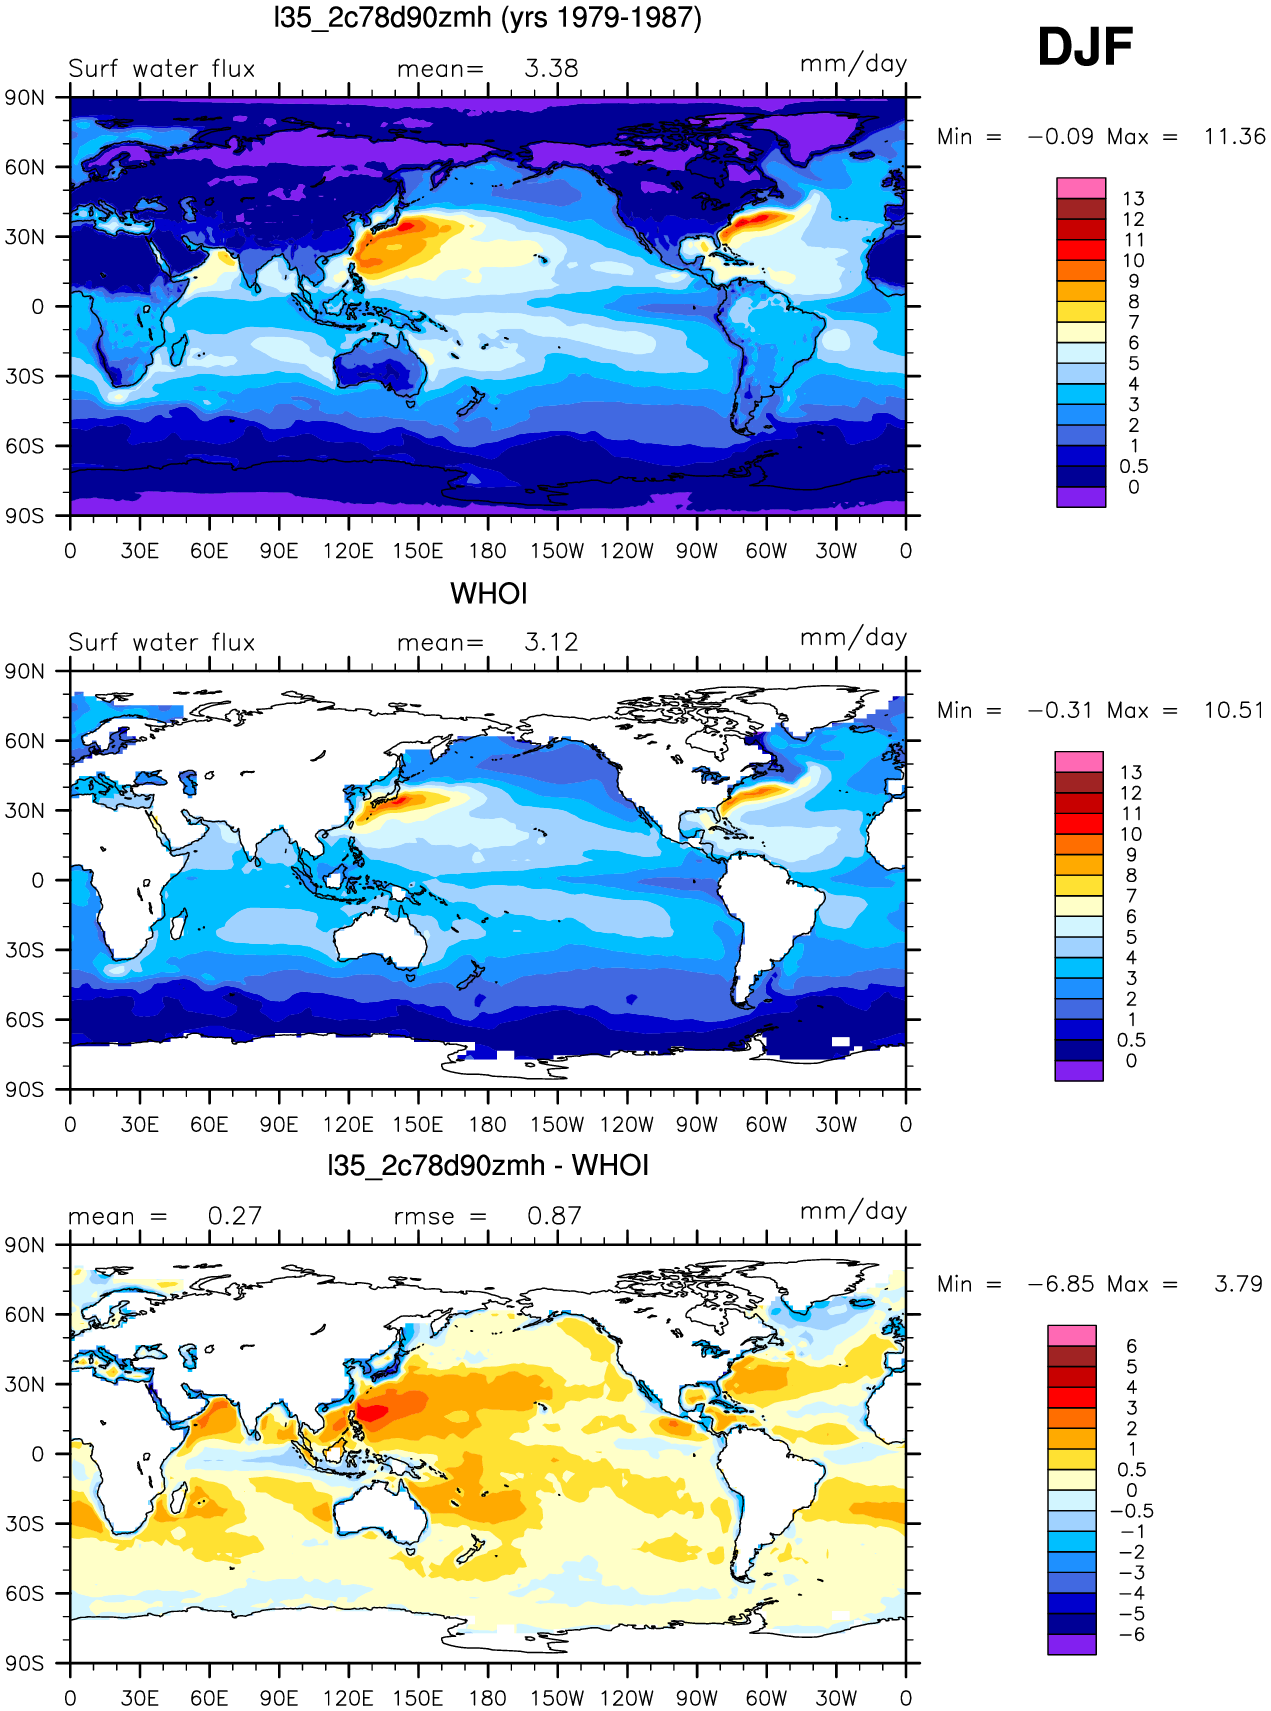 l35_2c78d90zmh (yrs 1979-1987)
DJF
Surf water flux mean= 3.38 mm/day
Min = −0.09 Max = 11.36
90N
60N
30N
0
30S
60S
90S
0 30E 60E 90E 120E 150E 180 150W 120W 90W 60W 30W 0
13
12
11
10
9
8
7
6
5
4
3
2
1
0.5
0
WHOI
Surf water flux mean= 3.12 mm/day
Min = −0.31 Max = 10.51
90N
60N
30N
0
30S
60S
90S
0 30E 60E 90E 120E 150E 180 150W 120W 90W 60W 30W 0
13
12
11
10
9
8
7
6
5
4
3
2
1
0.5
0
l35_2c78d90zmh - WHOI
mean = 0.27 rmse = 0.87 mm/day
Min = −6.85 Max = 3.79
90N
60N
30N
0
30S
60S
90S
0 30E 60E 90E 120E 150E 180 150W 120W 90W 60W 30W 0
6
5
4
3
2
1
0.5
0
−0.5
−1
−2
−3
−4
−5
−6